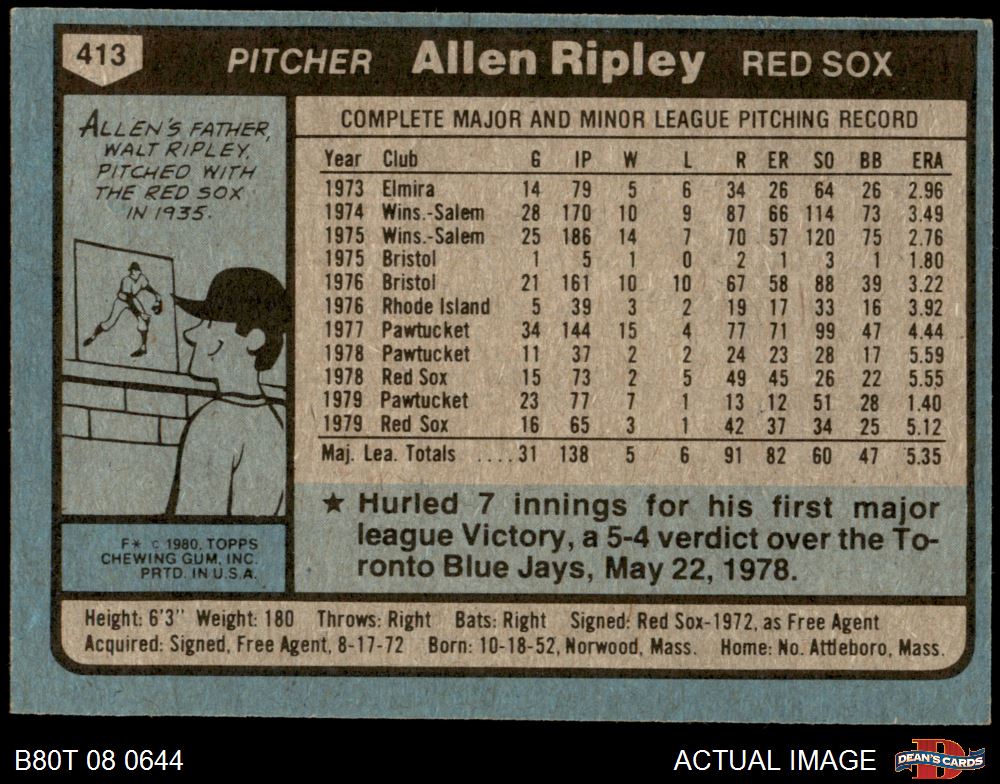 413 PITCHER Allen Ripley RED SOX
ALLEN'S FATHER,
WALT RIPLEY,
PITCHED WITH
THE RED SOX
IN 1935.
COMPLETE MAJOR AND MINOR LEAGUE PITCHING RECORD
Year Club G IP W L R ER SO BB ERA
1973 Elmira 14 79 5 6 34 26 64 26 2.96
1974 Wins.-Salem 28 170 10 9 87 66 114 73 3.49
1975 Wins.-Salem 25 186 14 7 70 57 120 75 2.76
1975 Bristol 1 5 1 0 2 1 3 1 1.80
1976 Bristol 21 161 10 10 67 58 88 39 3.22
1976 Rhode Island 5 39 3 2 19 17 33 16 3.92
1977 Pawtucket 34 144 15 4 77 71 99 47 4.44
1978 Pawtucket 11 37 2 2 24 23 28 17 5.59
1978 Red Sox 15 73 2 5 49 45 26 22 5.55
1979 Pawtucket 23 77 7 1 13 12 51 28 1.40
1979 Red Sox 16 65 3 1 42 37 34 25 5.12
Maj. Lea. Totals ....31 138 5 6 91 82 60 47 5.35
★ Hurled 7 innings for his first major
league Victory, a 5-4 verdict over the To-
ronto Blue Jays, May 22, 1978.
F* © 1980, TOPPS
CHEWING GUM, INC.
PRTD. IN U.S.A.
Height: 6'3" Weight: 180 Throws: Right Bats: Right Signed: Red Sox-1972, as Free Agent
Acquired: Signed, Free Agent, 8-17-72 Born: 10-18-52, Norwood, Mass. Home: No. Attleboro, Mass.
B80T 08 0644 ACTUAL IMAGE
DEAN'S CARDS